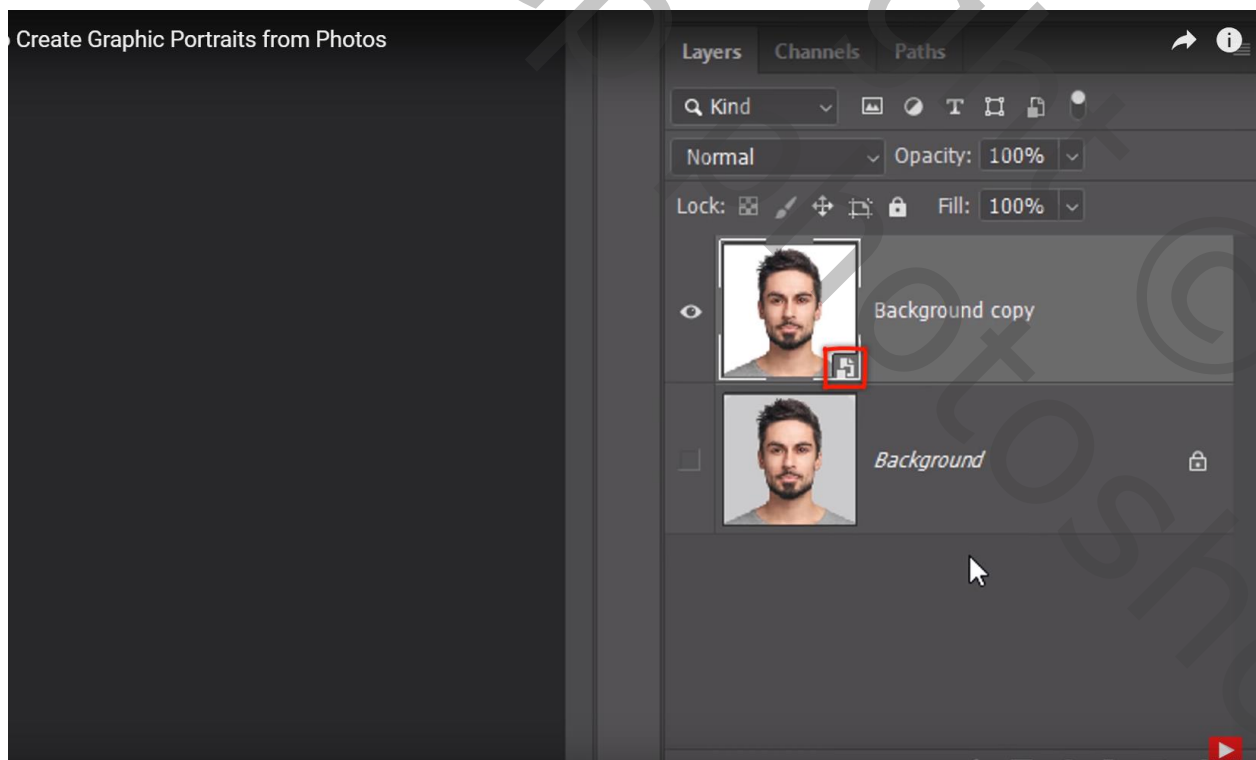 Create Graphic Portraits from Photos
Layers Channels Paths
Kind
Normal Opacity: 100%
Lock: Fill: 100%
Background copy
Background